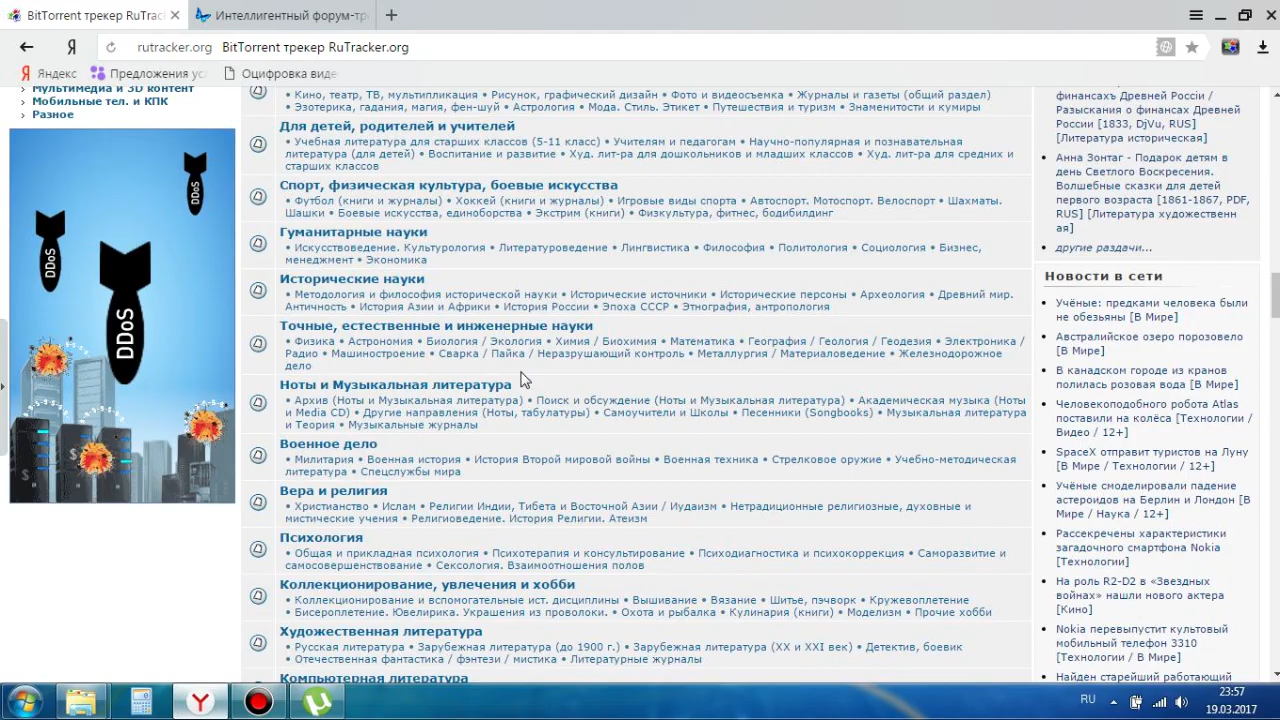 BitTorrent трекер RuTrac
Интеллигентный форум-тр
rutracker.org BitTorrent трекер RuTracker.org
Яндекс
Предложения ус
Оцифровка виде
Мультимедиа и 3D контент
Мобильные тел. и КПК
Разное
DDoS
DDoS
DDoS
• Кино, театр, ТВ, мультипликация • Рисунок, графический дизайн • Фото и видеосъемка • Журналы и газеты (общий раздел)
• Эзотерика, гадания, магия, фен-шуй • Астрология • Мода. Стиль. Этикет • Путешествия и туризм • Знаменитости и кумиры
Для детей, родителей и учителей
• Учебная литература для старших классов (5-11 класс) • Учителям и педагогам • Научно-популярная и познавательная
литература (для детей) • Воспитание и развитие • Худ. лит-ра для дошкольников и младших классов • Худ. лит-ра для средних и
старших классов
Спорт, физическая культура, боевые искусства
• Футбол (книги и журналы) • Хоккей (книги и журналы) • Игровые виды спорта • Автоспорт. Мотоспорт. Велоспорт • Шахматы.
Шашки • Боевые искусства, единоборства • Экстрим (книги) • Физкультура, фитнес, бодибилдинг
Гуманитарные науки
• Искусствоведение. Культурология • Литературоведение • Лингвистика • Философия • Политология • Социология • Бизнес,
менеджмент • Экономика
Исторические науки
• Методология и философия исторической науки • Исторические источники • Исторические персоны • Археология • Древний мир.
Античность • История Азии и Африки • История России • Эпоха СССР • Этнография, антропология
Точные, естественные и инженерные науки
• Физика • Астрономия • Биология / Экология • Химия / Биохимия • Математика • География / Геология / Геодезия • Электроника /
Радио • Машиностроение • Сварка / Пайка / Неразрушающий контроль • Металлургия / Материаловедение • Железнодорожное
дело
Ноты и Музыкальная литература
• Архив (Ноты и Музыкальная литература) • Поиск и обсуждение (Ноты и Музыкальная литература) • Академическая музыка (Ноты
и Media CD) • Другие направления (Ноты, табулатуры) • Самоучители и Школы • Песенники (Songbooks) • Музыкальная литература
и Теория • Музыкальные журналы
Военное дело
• Милитария • Военная история • История Второй мировой войны • Военная техника • Стрелковое оружие • Учебно-методическая
литература • Спецслужбы мира
Вера и религия
• Христианство • Ислам • Религии Индии, Тибета и Восточной Азии / Иудаизм • Нетрадиционные религиозные, духовные и
мистические учения • Религиоведение. История Религии. Атеизм
Психология
• Общая и прикладная психология • Психотерапия и консультирование • Психодиагностика и психокоррекция • Саморазвитие и
самосовершенствование • Сексология. Взаимоотношения полов
Коллекционирование, увлечения и хобби
• Коллекционирование и вспомогательные ист. дисциплины • Вышивание • Вязание • Шитье, пэчворк • Кружевоплетение
• Бисероплетение. Ювелирика. Украшения из проволоки. • Охота и рыбалка • Кулинария (книги) • Моделизм • Прочие хобби
Художественная литература
• Русская литература • Зарубежная литература (до 1900 г.) • Зарубежная литература (XX и XXI век) • Детектив, боевик
• Отечественная фантастика / фэнтези / мистика • Литературные журналы
Компьютерная литература
финансахъ Древней Россіи /
Разыскания о финансах Древней
России [1833, DjVu, RUS]
[Литература историческая]
Анна Зонтаг - Подарок детям в
день Светлого Воскресения.
Волшебные сказки для детей
первого возраста [1861-1867, PDF,
RUS] [Литература художественн
ая]
другие раздачи...
Новости в сети
Учёные: предками человека были
не обезьяны [В Мире]
Австралийское озеро порозовело
[В Мире]
В канадском городе из кранов
полилась розовая вода [В Мире]
Человекоподобного робота Atlas
поставили на колёса [Технологии /
Видео / 12+]
SpaceX отправит туристов на Луну
[В Мире / Технологии / 12+]
Учёные смоделировали падение
астероидов на Берлин и Лондон [В
Мире / Наука / 12+]
Рассекречены характеристики
загадочного смартфона Nokia
[Технологии]
На роль R2-D2 в «Звездных
войнах» нашли нового актера
[Кино]
Nokia перевыпустит культовый
мобильный телефон 3310
[Технологии / В Мире]
Найден старейший работающий
RU
23:57
19.03.2017